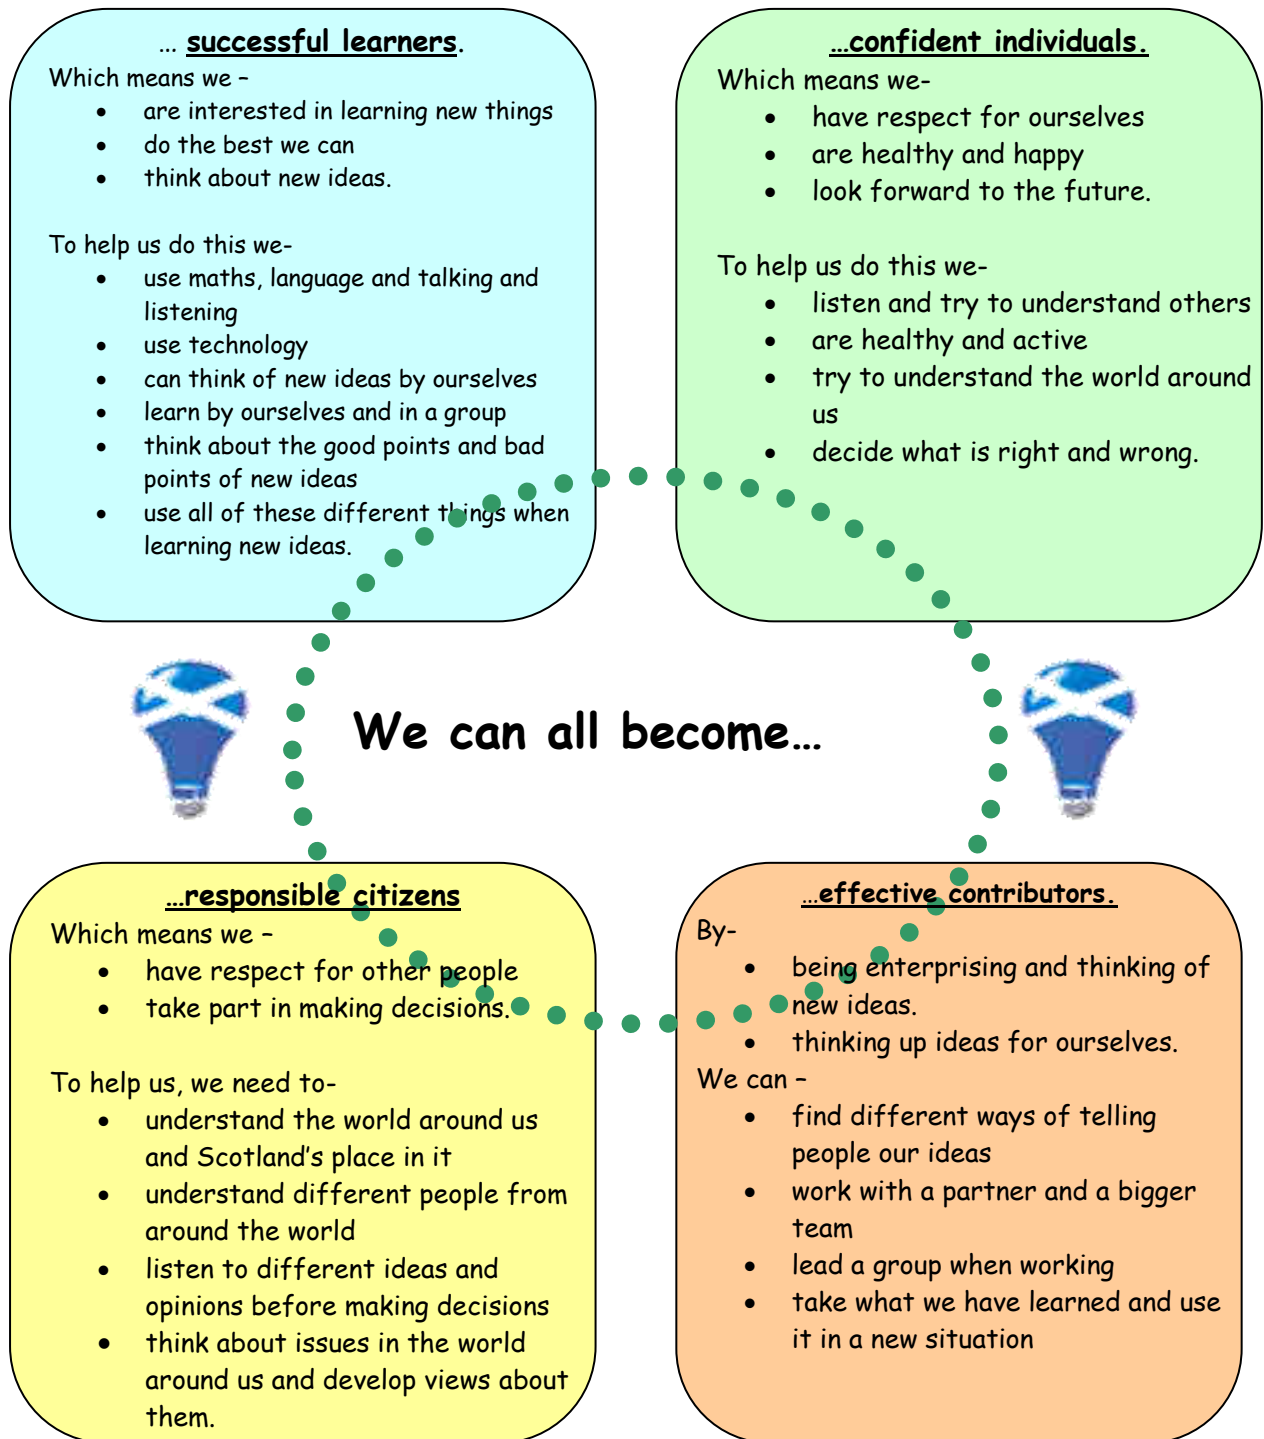 … successful learners.
Which means we –
• are interested in learning new things
• do the best we can
• think about new ideas.
To help us do this we-
• use maths, language and talking and
listening
• use technology
• can think of new ideas by ourselves
• learn by ourselves and in a group
• think about the good points and bad
points of new ideas
• use all of these different things when
learning new ideas.
…confident individuals.
Which means we-
• have respect for ourselves
• are healthy and happy
• look forward to the future.
To help us do this we-
• listen and try to understand others
• are healthy and active
• try to understand the world around
us
• decide what is right and wrong.
We can all become…
…responsible citizens
Which means we –
• have respect for other people
• take part in making decisions.
To help us, we need to-
• understand the world around us
and Scotland’s place in it
• understand different people from
around the world
• listen to different ideas and
opinions before making decisions
• think about issues in the world
around us and develop views about
them.
…effective contributors.
By-
• being enterprising and thinking of
new ideas.
• thinking up ideas for ourselves.
We can –
• find different ways of telling
people our ideas
• work with a partner and a bigger
team
• lead a group when working
• take what we have learned and use
it in a new situation